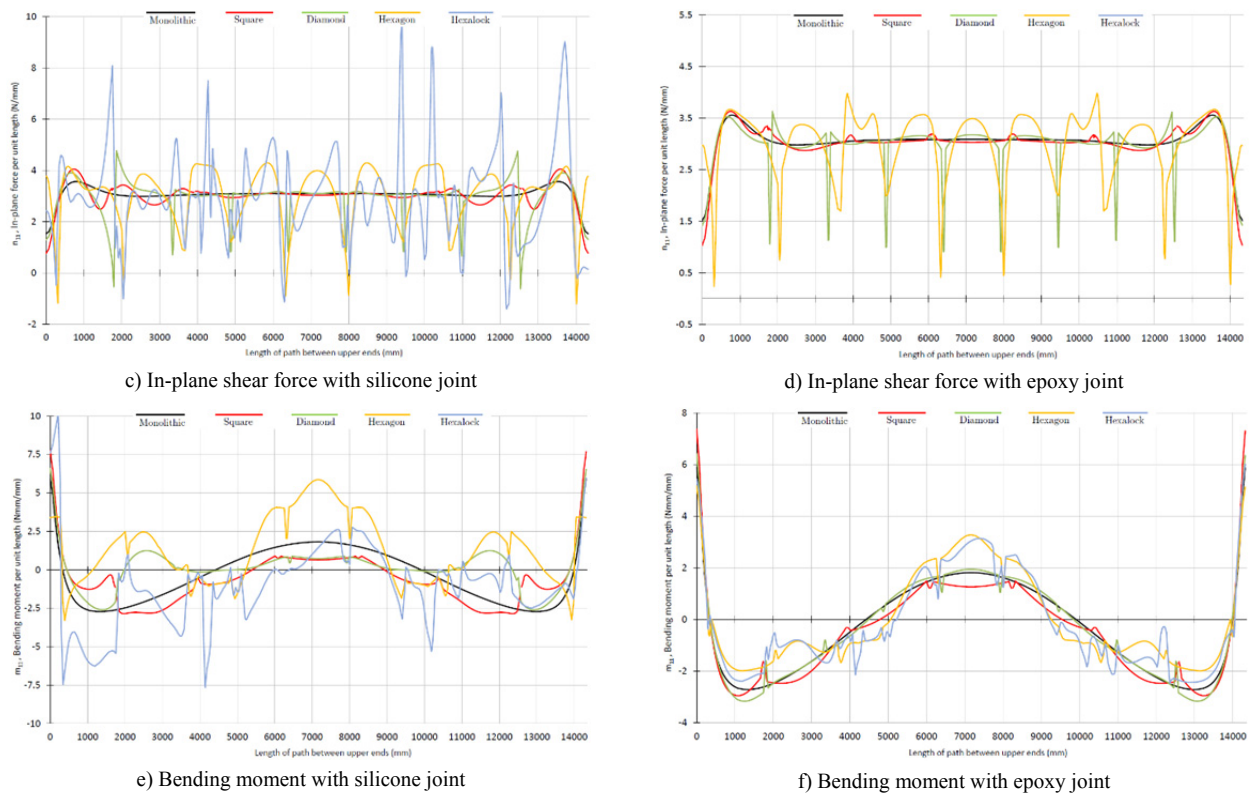 Monolithic Square Diamond Hexagon Hexalock
n₁₁, In-plane force per unit length (N/mm)
10
8
6
4
2
0
-2
0 1000 2000 3000 4000 5000 6000 7000 8000 9000 10000 11000 12000 13000 14000
Length of path between upper ends (mm)
c) In-plane shear force with silicone joint
Monolithic Square Diamond Hexagon Hexalock
n₁₁, In-plane force per unit length (N/mm)
5.5
4.5
3.5
2.5
1.5
0.5
-0.5
0 1000 2000 3000 4000 5000 6000 7000 8000 9000 10000 11000 12000 13000 14000
Length of path between upper ends (mm)
d) In-plane shear force with epoxy joint
Monolithic Square Diamond Hexagon Hexalock
m₁₁, Bending moment per unit length (Nmm/mm)
10
7.5
5
2.5
0
-2.5
-5
-7.5
-10
0 1000 2000 3000 4000 5000 6000 7000 8000 9000 10000 11000 12000 13000 14000
Length of path between upper ends (mm)
e) Bending moment with silicone joint
Monolithic Square Diamond Hexagon Hexalock
m₁₁, Bending moment per unit length (Nmm/mm)
8
6
4
2
0
-2
-4
0 1000 2000 3000 4000 5000 6000 7000 8000 9000 10000 11000 12000 13000 14000
Length of path between upper ends (mm)
f) Bending moment with epoxy joint